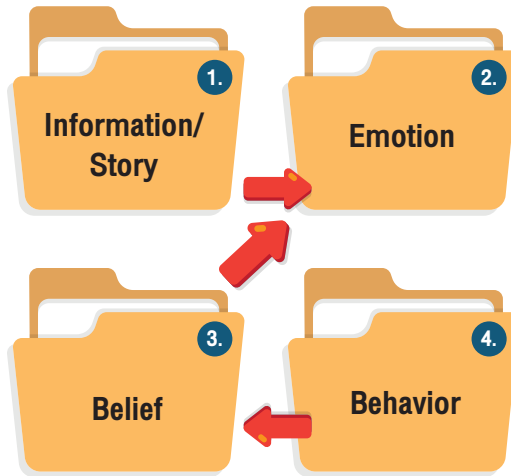 1.
Information/
Story
2.
Emotion
3.
Belief
4.
Behavior